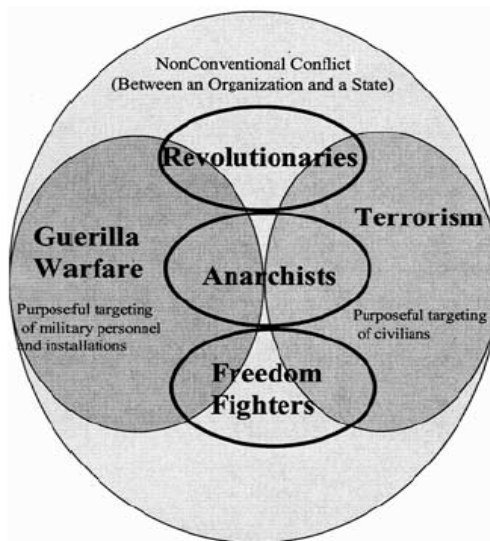 NonConventional Conflict
(Between an Organization and a State)
Revolutionaries
Terrorism
Guerilla
Warfare
Anarchists
Purposeful targeting
of military personnel
and installations
Purposeful targeting
of civilians
Freedom
Fighters